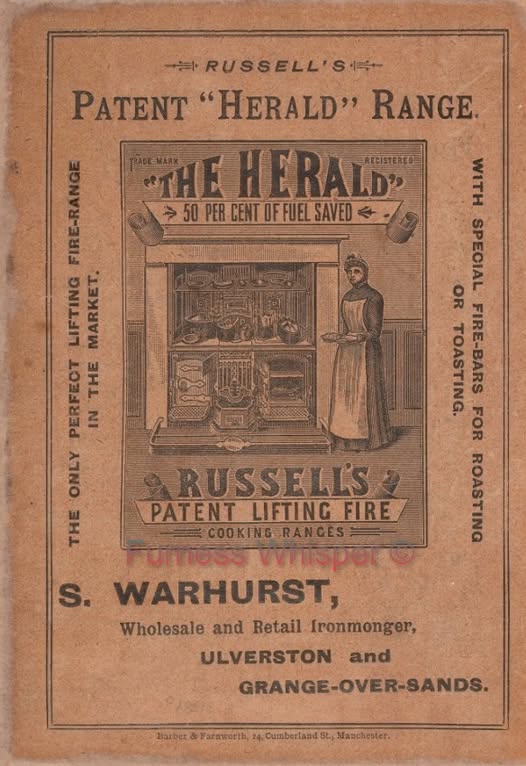 RUSSELL'S
PATENT "HERALD" RANGE.
THE ONLY PERFECT LIFTING FIRE-RANGE
IN THE MARKET.
TRADE MARK
REGISTERED
"THE HERALD"
50 PER CENT OF FUEL SAVED
WITH SPECIAL FIRE-BARS FOR ROASTING
OR TOASTING.
RUSSELL'S
PATENT LIFTING FIRE
COOKING RANGES
Furness Whisper ©
S. WARHURST,
Wholesale and Retail Ironmonger,
ULVERSTON and
GRANGE-OVER-SANDS.
Barber & Farnworth, 14, Cumberland St., Manchester.